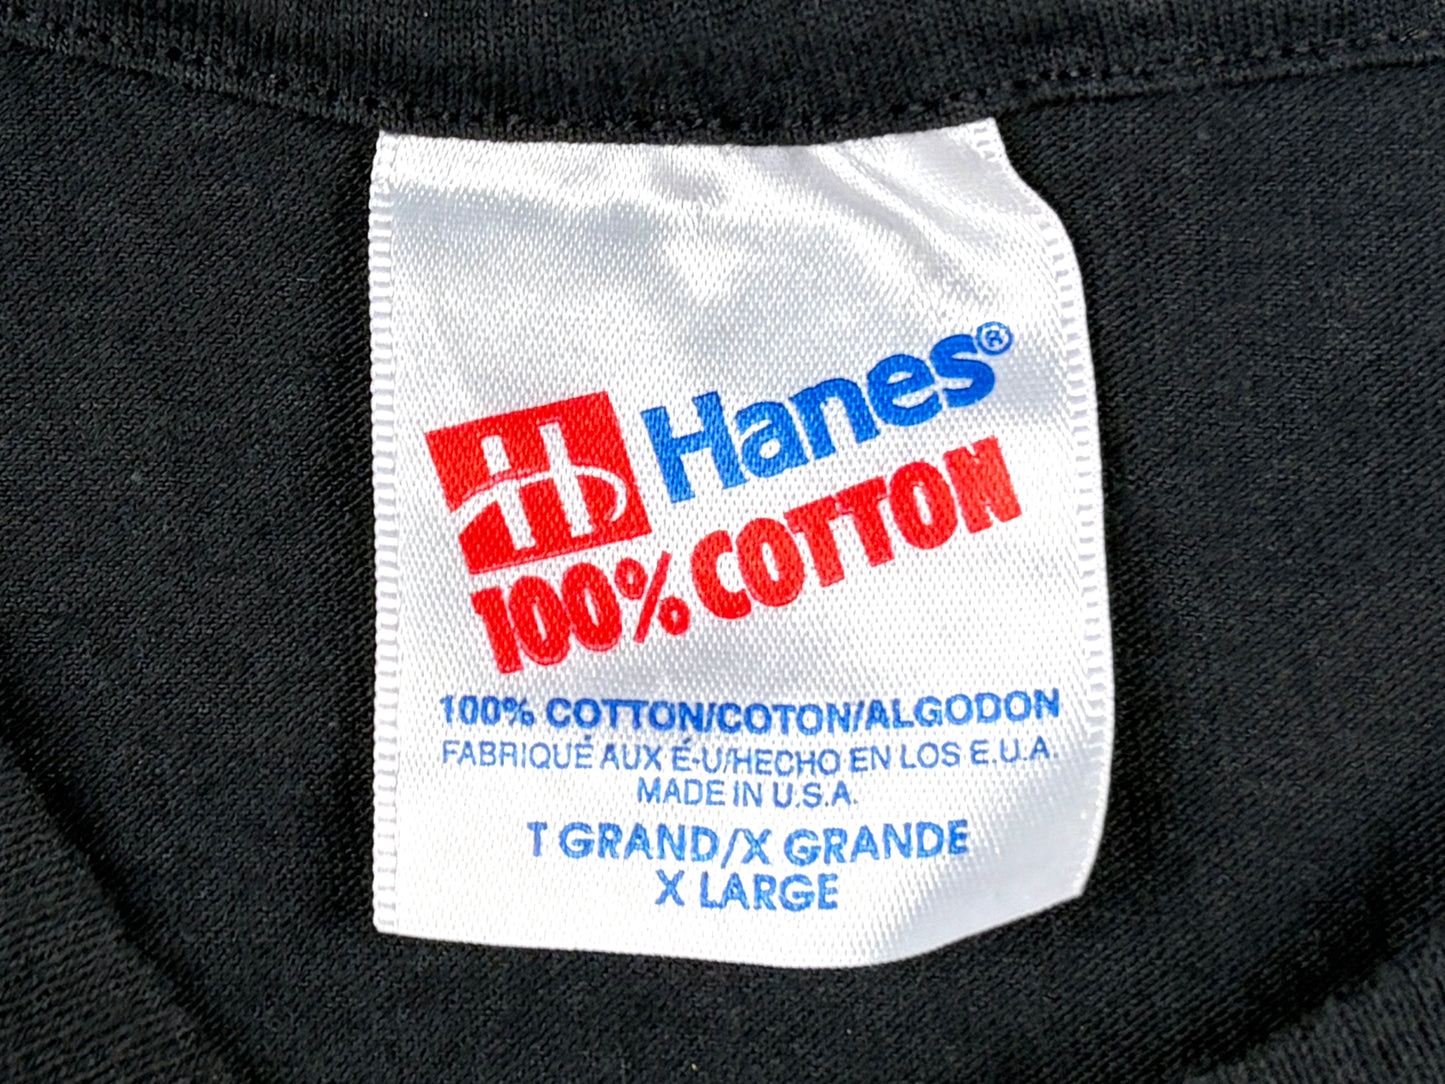 Hanes®
100% COTTON
100% COTTON/COTON/ALGODON
FABRIQUÉ AUX É-U/HECHO EN LOS E.U.A.
MADE IN U.S.A.
T GRAND/X GRANDE
X LARGE